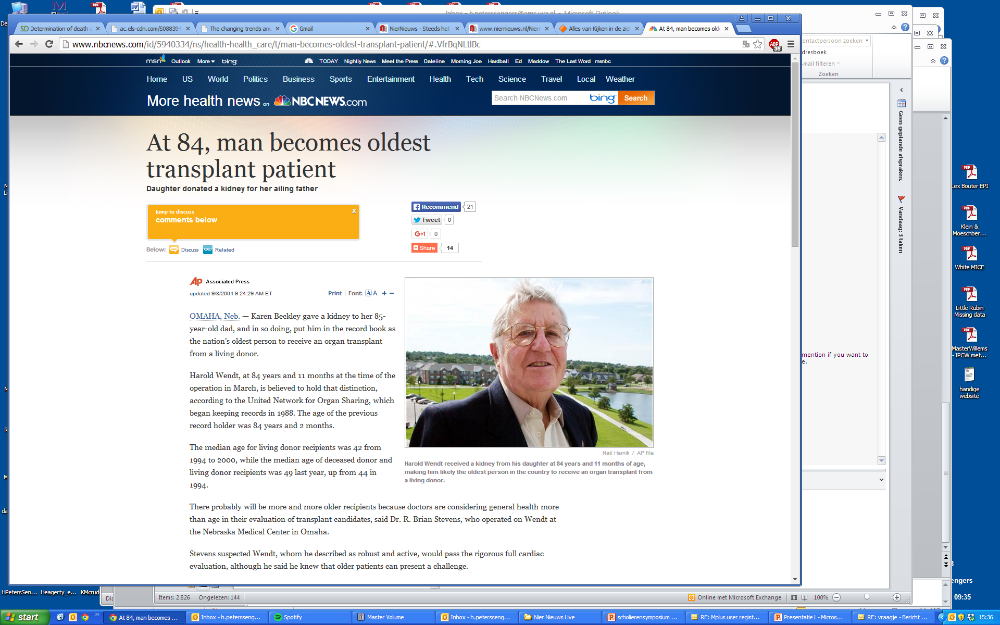 Inbox - h.peterssengers@amc.uva.nl - Microsoft Outlook
Determination of death a
ac.els-cdn.com/S088394
The changing trends and
Gmail
NierNieuws - Steeds het
www.niernieuws.nl/Nierr
Alles van Kijken in de ziel
At 84, man becomes olde
www.nbcnews.com/id/5940334/ns/health-health_care/t/man-becomes-oldest-transplant-patient/#.VfrBqNLtlBc
ABP
35
msn
Outlook
More
bing
TODAY
Nightly News
Meet the Press
Dateline
Morning Joe
Hardball
Ed
Maddow
The Last Word
msnbc
Home
US
World
Politics
Business
Sports
Entertainment
Health
Tech
Science
Travel
Local
Weather
More health news on NBCNEWS.com
Search NBCNews.com
bing
Search
At 84, man becomes oldest
transplant patient
Daughter donated a kidney for her ailing father
Jump to discuss
comments below
x
Recommend
21
Tweet
0
G+1
0
Share
14
Below:
Discuss
Related
AP Associated Press
updated 9/8/2004 9:24:29 AM ET
Print | Font: A A + −
OMAHA, Neb. — Karen Beckley gave a kidney to her 85-
year-old dad, and in so doing, put him in the record book as
the nation's oldest person to receive an organ transplant
from a living donor.
Harold Wendt, at 84 years and 11 months at the time of the
operation in March, is believed to hold that distinction,
according to the United Network for Organ Sharing, which
began keeping records in 1988. The age of the previous
record holder was 84 years and 2 months.
The median age for living donor recipients was 42 from
1994 to 2000, while the median age of deceased donor and
living donor recipients was 49 last year, up from 44 in
1994.
Nati Harnik / AP file
Harold Wendt received a kidney from his daughter at 84 years and 11 months of age,
making him likely the oldest person in the country to receive an organ transplant from
a living donor.
There probably will be more and more older recipients because doctors are considering general health more
than age in their evaluation of transplant candidates, said Dr. R. Brian Stevens, who operated on Wendt at
the Nebraska Medical Center in Omaha.
Stevens suspected Wendt, whom he described as robust and active, would pass the rigorous full cardiac
evaluation, although he said he knew that older patients can present a challenge.
ontactpersoon zoeken
dresboek
-mail filteren
Zoeken
Geen geplande afspraken.
Vandaag: 3 taken
mention if you want to
e.
Lex Bouter EPI
Klein &
Moeschber...
White MICE
Little Rubin
Missing data
MasterWillems
- IPCW met...
handige
website
engers
09:35
HPetersSen...
Heagerty_e...
KMcrud
Dia
Items: 2.826
Ongelezen: 144
Online met Microsoft Exchange
100%
start
At 84, man becomes ...
Inbox - h.petersseng...
Spotify
Master Volume
Inbox - h.petersseng...
Nier Nieuws Live
scholierensymposium ...
RE: Mplus user regist...
Presentatie1 - Micros...
RE: vraagje - Bericht ...
15:36